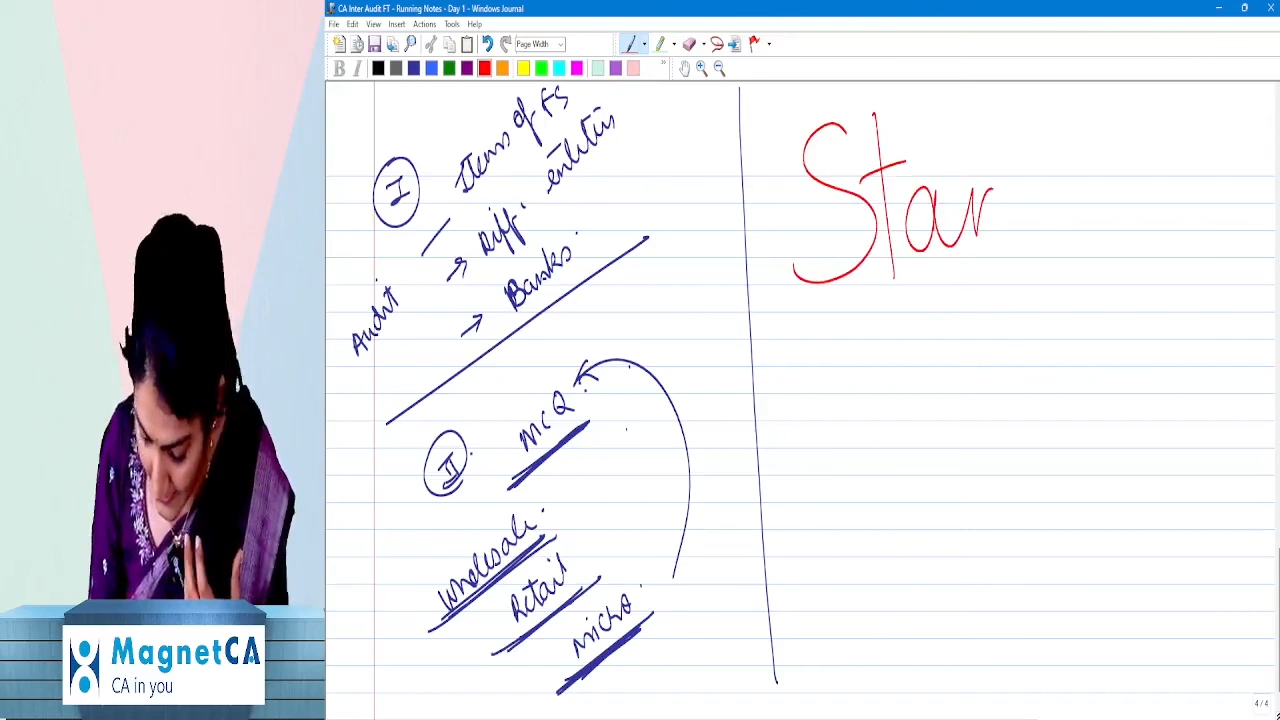 CA Inter Audit FT - Running Notes - Day 1 - Windows Journal
File Edit View Insert Actions Tools Help
Page Width
B I
I
Items of FS
Audit
→ Diff. entities
→ Banks.
II
MCQ.
Wholesale.
Retail
Micro.
Star
MagnetCA
CA in you
4 / 4